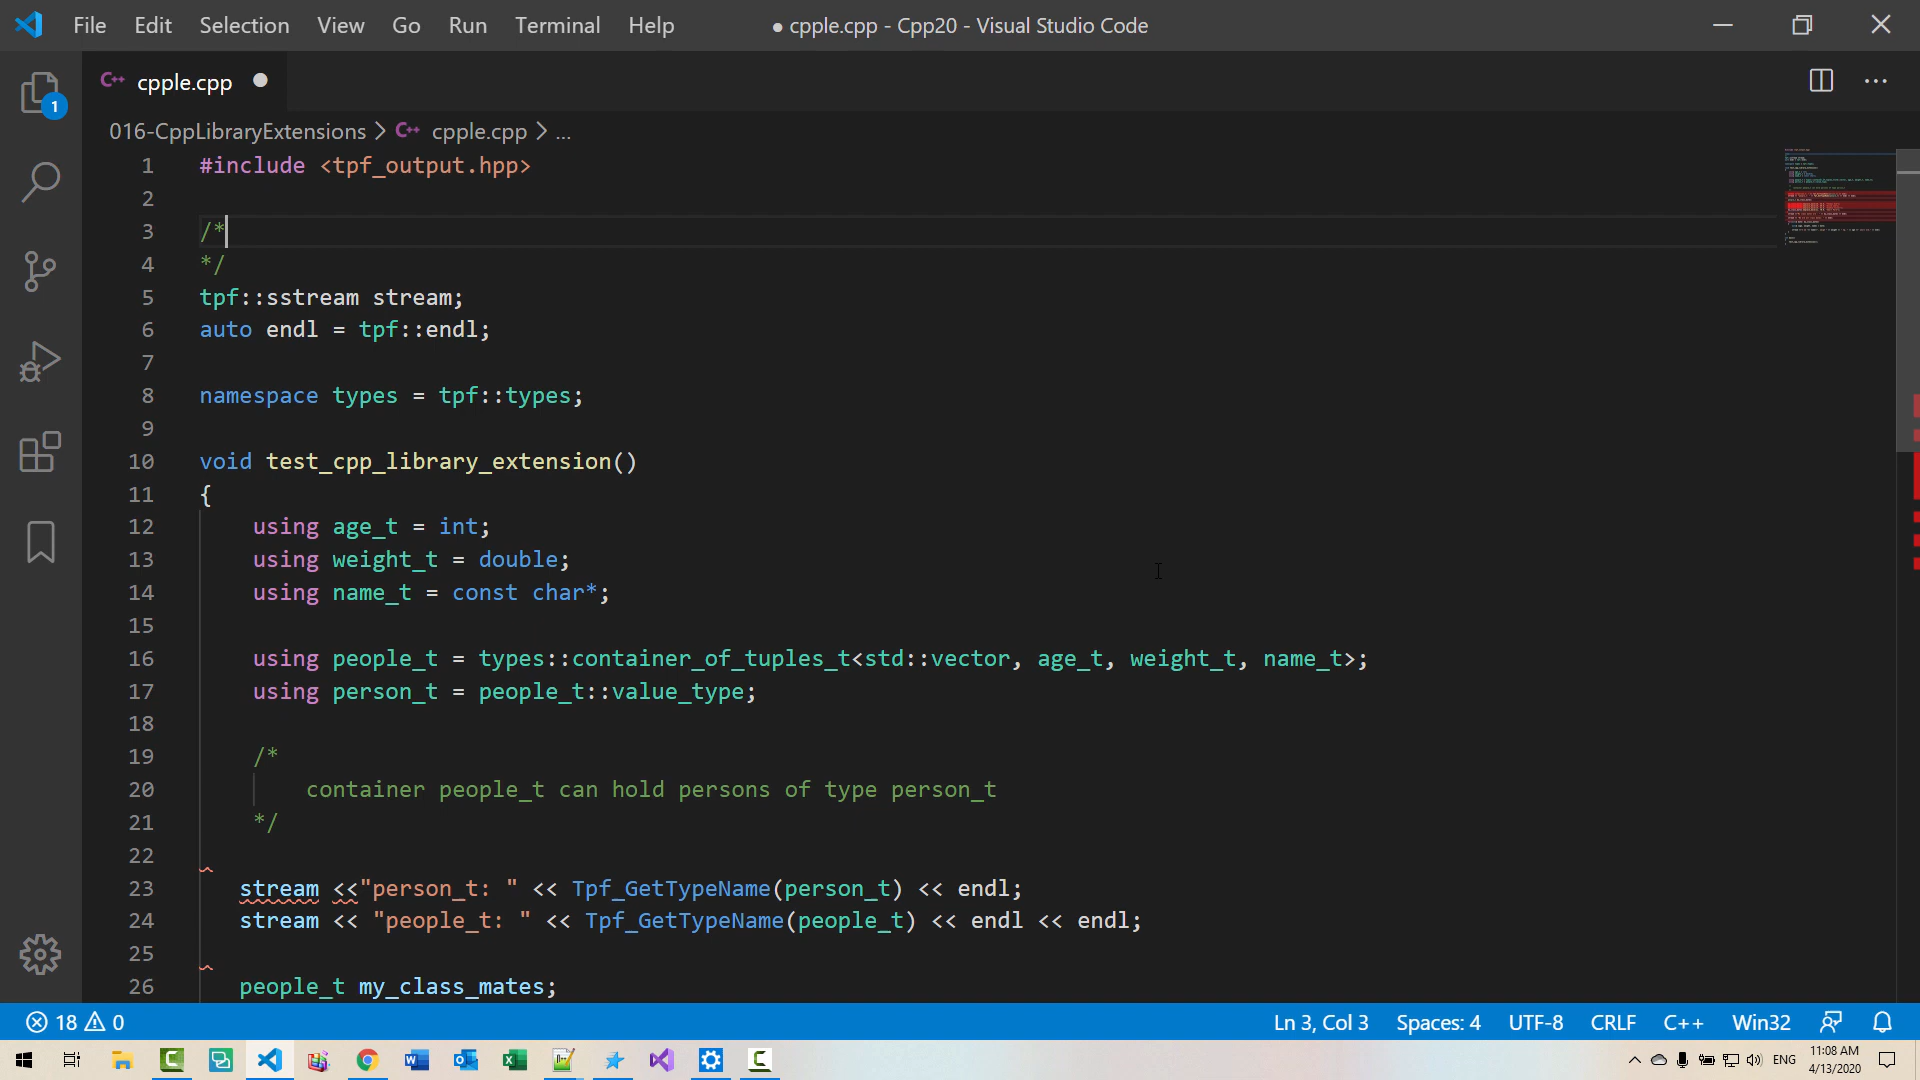 File Edit Selection View Go Run Terminal Help ● cpple.cpp - Cpp20 - Visual Studio Code
1
C++ cpple.cpp ●
016-CppLibraryExtensions > C++ cpple.cpp > ...
1 #include <tpf_output.hpp>
2
3 /*
4 */
5 tpf::sstream stream;
6 auto endl = tpf::endl;
7
8 namespace types = tpf::types;
9
10 void test_cpp_library_extension()
11 {
12 using age_t = int;
13 using weight_t = double;
14 using name_t = const char*;
15
16 using people_t = types::container_of_tuples_t<std::vector, age_t, weight_t, name_t>;
17 using person_t = people_t::value_type;
18
19 /*
20 container people_t can hold persons of type person_t
21 */
22
23 stream <<"person_t: " << Tpf_GetTypeName(person_t) << endl;
24 stream << "people_t: " << Tpf_GetTypeName(people_t) << endl << endl;
25
26 people_t my_class_mates;
18 0 Ln 3, Col 3 Spaces: 4 UTF-8 CRLF C++ Win32
ENG 11:08 AM
4/13/2020